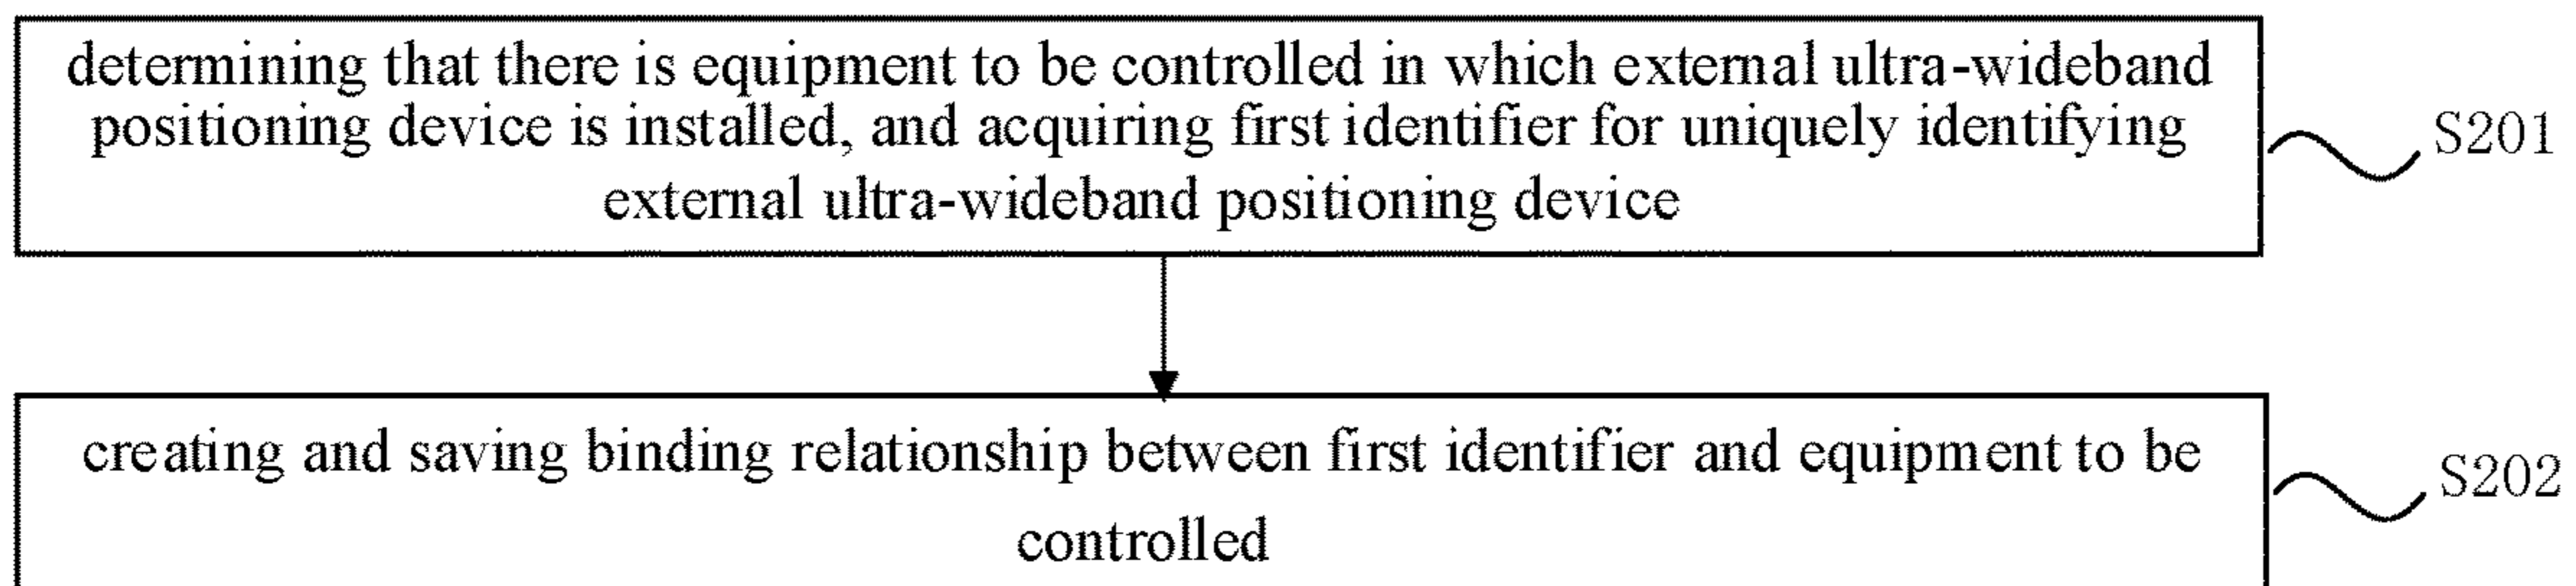 determining that there is equipment to be controlled in which external ultra-wideband
positioning device is installed, and acquiring first identifier for uniquely identifying
external ultra-wideband positioning device
S201
creating and saving binding relationship between first identifier and equipment to be
controlled
S202